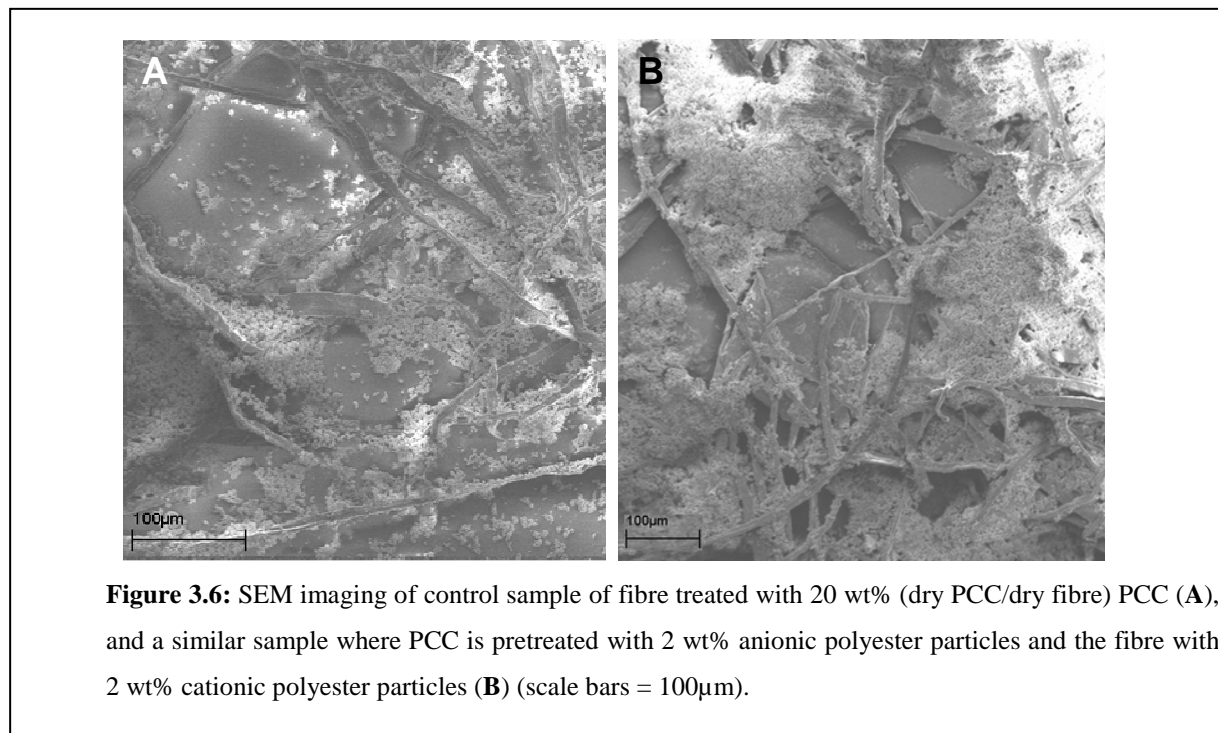 A
B
100µm
100µm
Figure 3.6: SEM imaging of control sample of fibre treated with 20 wt% (dry PCC/dry fibre) PCC (A),
and a similar sample where PCC is pretreated with 2 wt% anionic polyester particles and the fibre with
2 wt% cationic polyester particles (B) (scale bars = 100µm).